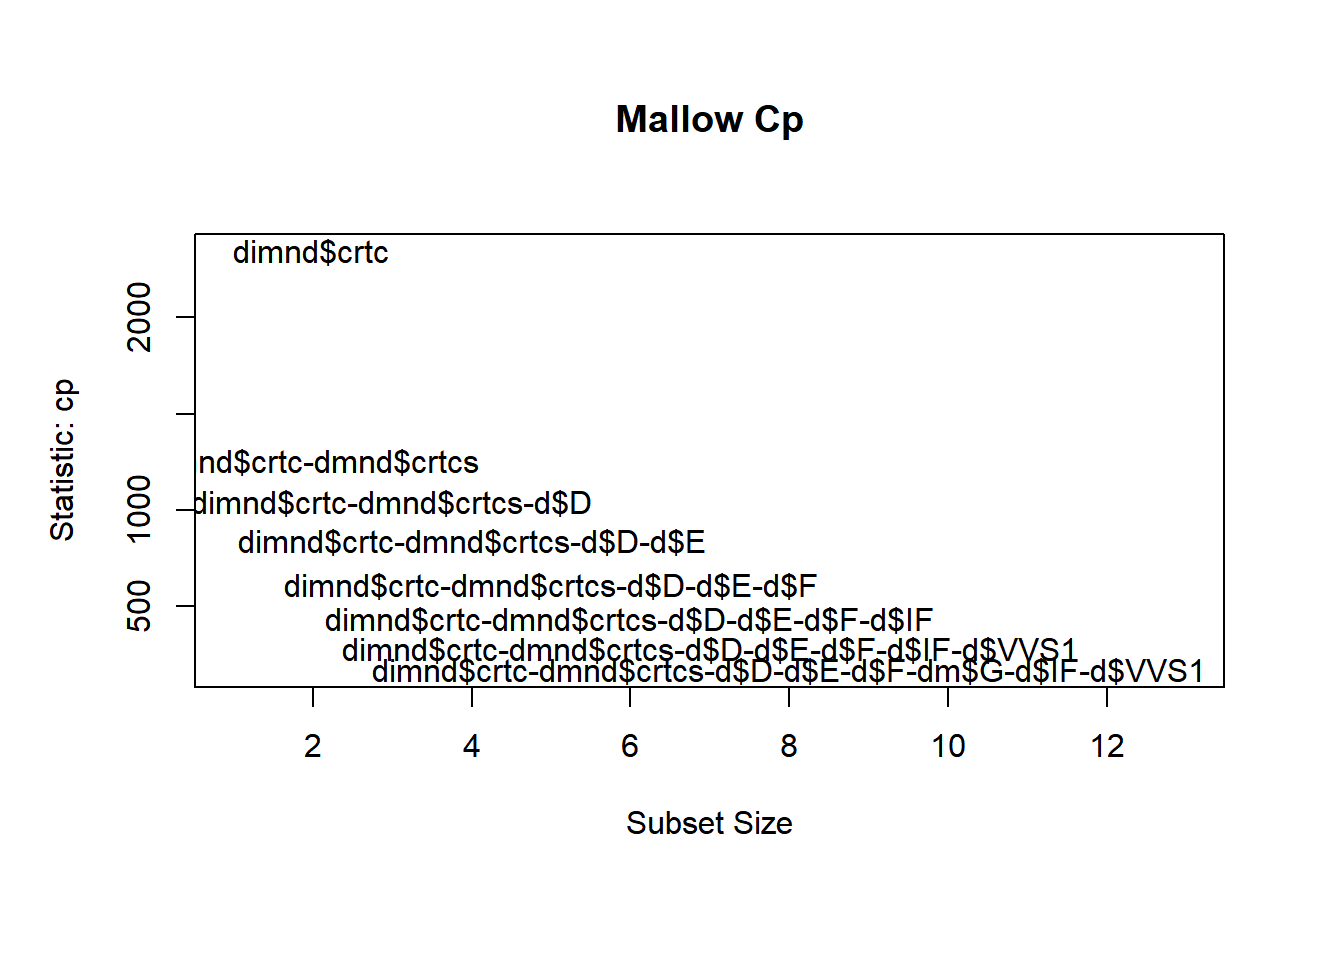 Mallow Cp
Statistic: cp
2000
1000
500
dimnd$crtc
nd$crtc-dmnd$crtcs
dimnd$crtc-dmnd$crtcs-d$D
dimnd$crtc-dmnd$crtcs-d$D-d$E
dimnd$crtc-dmnd$crtcs-d$D-d$E-d$F
dimnd$crtc-dmnd$crtcs-d$D-d$E-d$F-d$IF
dimnd$crtc-dmnd$crtcs-d$D-d$E-d$F-d$IF-d$VVS1
dimnd$crtc-dmnd$crtcs-d$D-d$E-d$F-dm$G-d$IF-d$VVS1
2 4 6 8 10 12
Subset Size